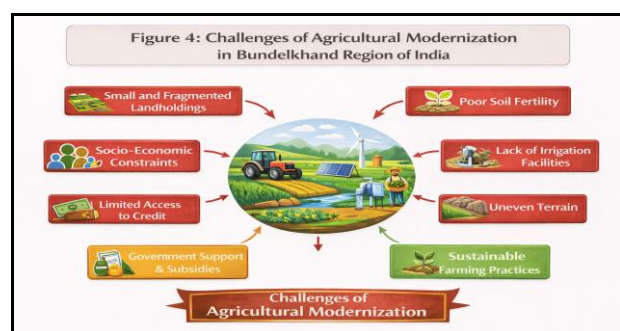 Figure 4: Challenges of Agricultural Modernization
in Bundelkhand Region of India
Small and Fragmented
Landholdings
Poor Soil Fertility
Socio-Economic
Constraints
Lack of Irrigation
Facilities
Limited Access
to Credit
Uneven Terrain
Government Support
& Subsidies
Sustainable
Farming Practices
Challenges of
Agricultural Modernization